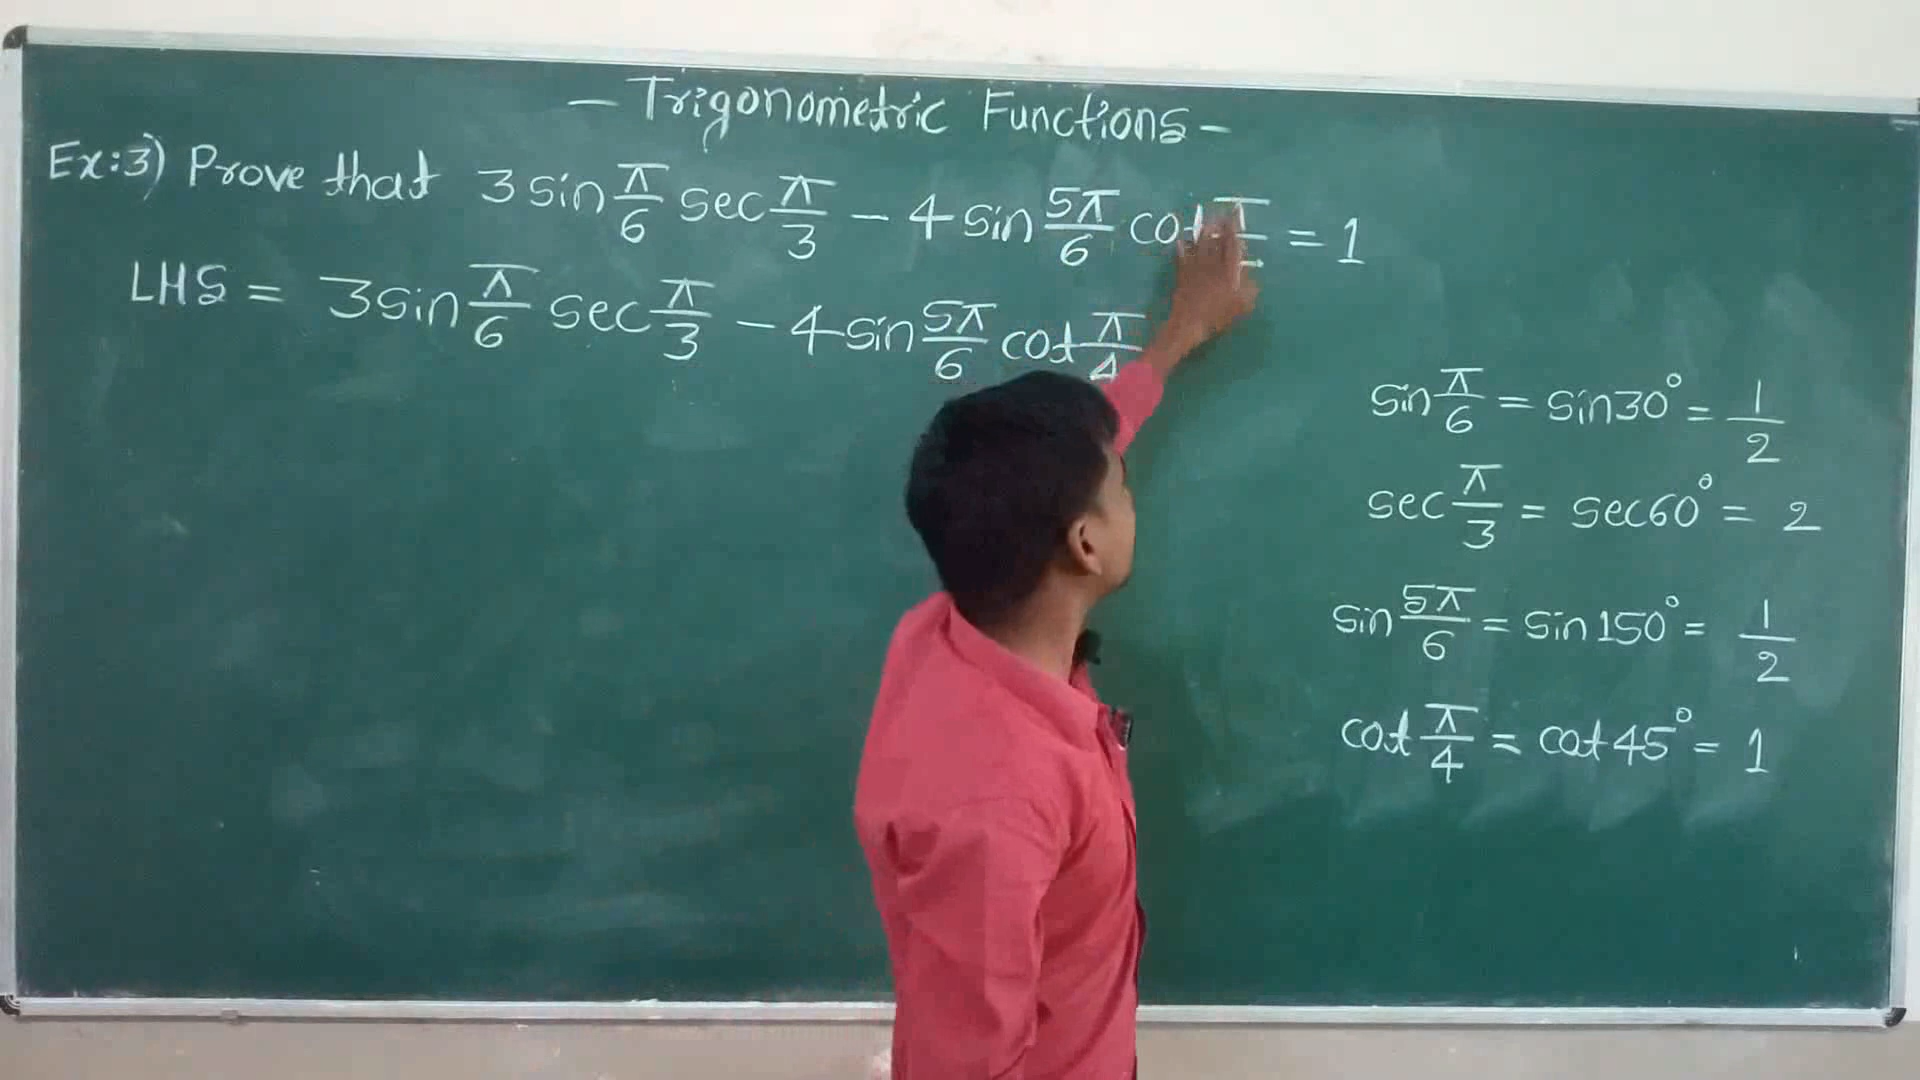 - Trigonometric Functions -
Ex:3) Prove that 3 sin π/6 sec π/3 - 4 sin 5π/6 cot π/ = 1
LHS = 3 sin π/6 sec π/3 - 4 sin 5π/6 cot π/4
sin π/6 = sin 30° = 1/2
sec π/3 = sec 60° = 2
sin 5π/6 = sin 150° = 1/2
cot π/4 = cot 45° = 1